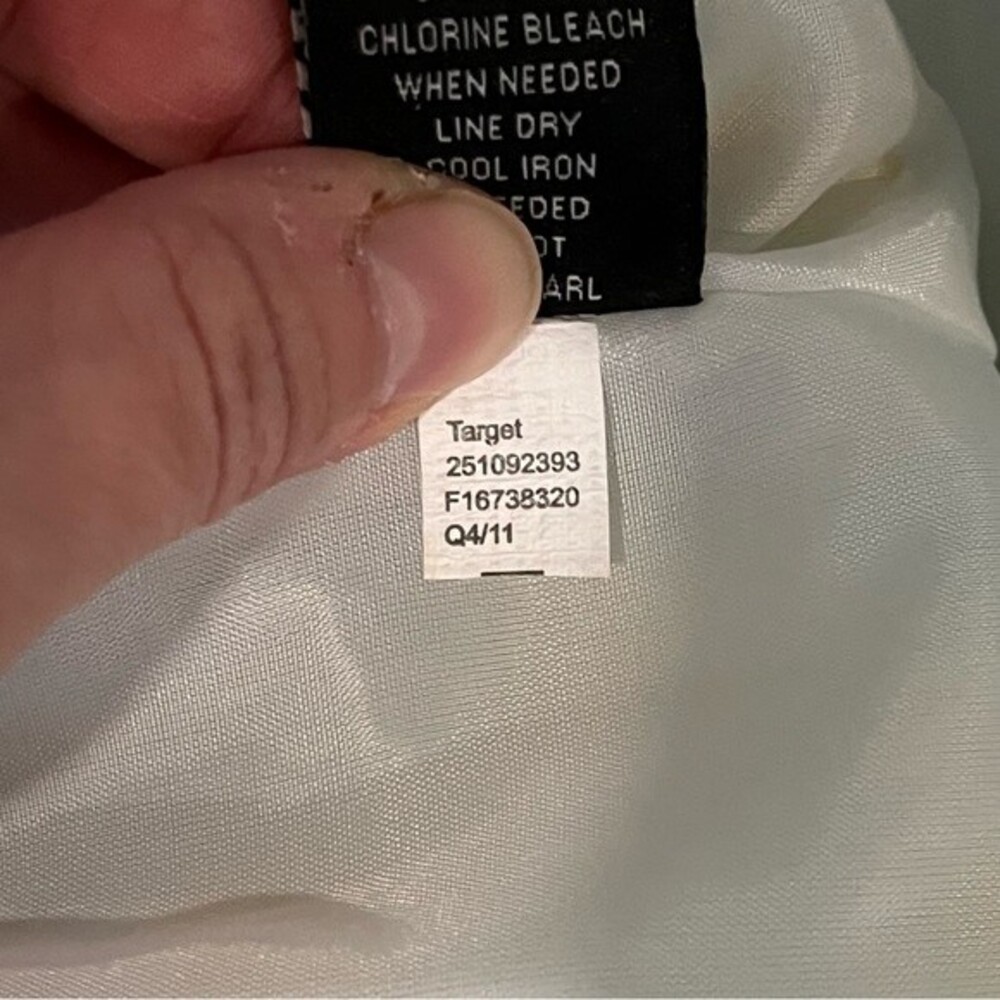 CHLORINE BLEACH
WHEN NEEDED
LINE DRY
COOL IRON
Target
251092393
F16738320
Q4/11